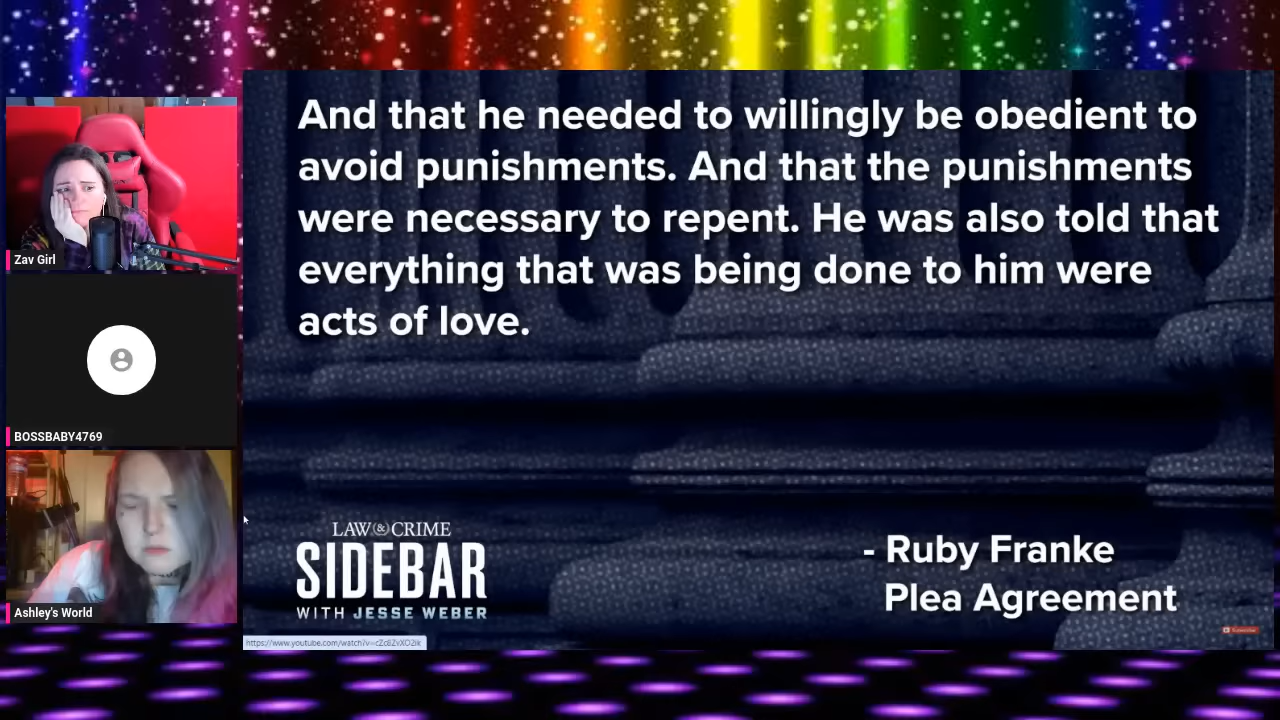 And that he needed to willingly be obedient to
avoid punishments. And that the punishments
were necessary to repent. He was also told that
everything that was being done to him were
acts of love.
- Ruby Franke
Plea Agreement
LAW & CRIME
SIDEBAR
WITH JESSE WEBER
Zav Girl
BOSSBABY4769
Ashley's World